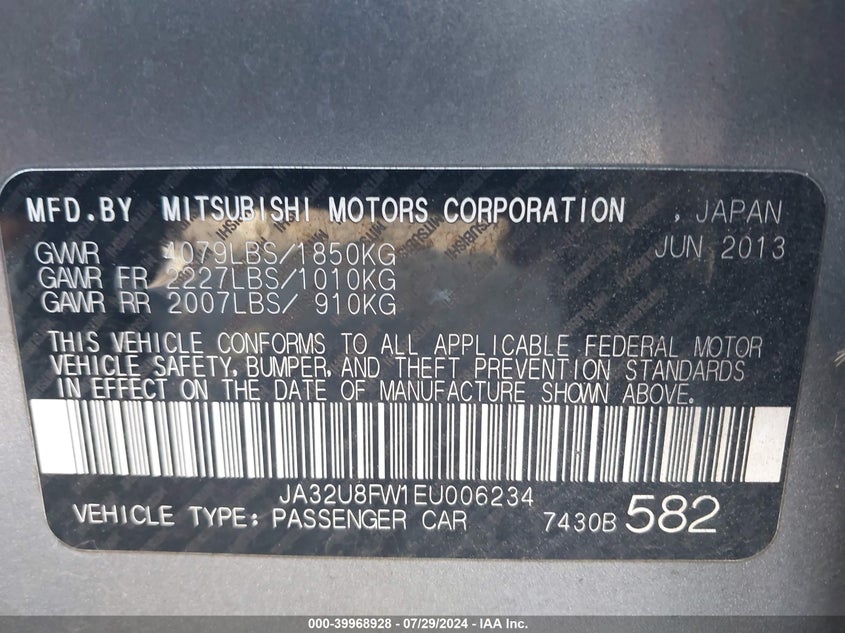 MFD.BY MITSUBISHI MOTORS CORPORATION , JAPAN
GVWR 4079LBS/1850KG JUN 2013
GAWR FR 2227LBS/1010KG
GAWR RR 2007LBS/ 910KG
THIS VEHICLE CONFORMS TO ALL APPLICABLE FEDERAL MOTOR
VEHICLE SAFETY, BUMPER, AND THEFT PREVENTION STANDARDS
IN EFFECT ON THE DATE OF MANUFACTURE SHOWN ABOVE.
JA32U8FW1EU006234
VEHICLE TYPE: PASSENGER CAR 7430B 582
000-39968928 - 07/29/2024 - IAA Inc.